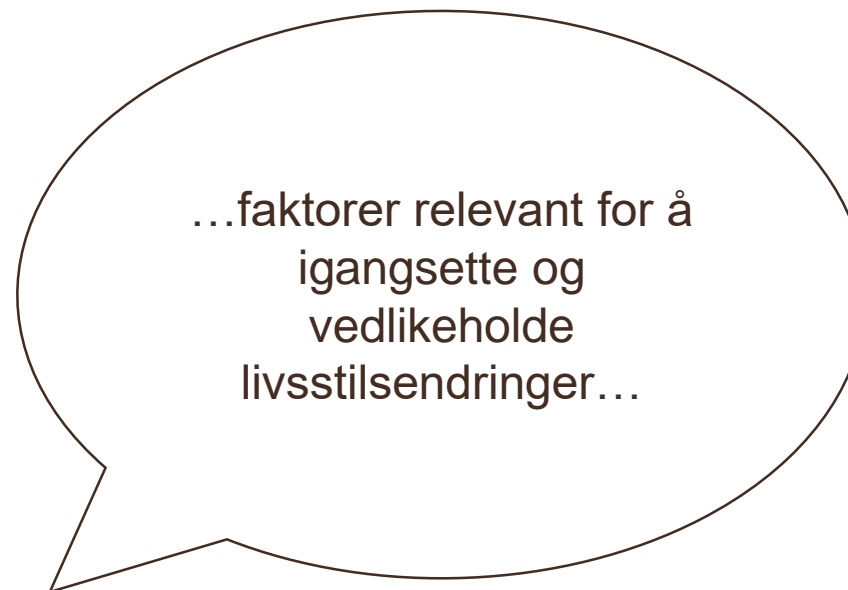 …faktorer relevant for å
igangsette og
vedlikeholde
livsstilsendringer…